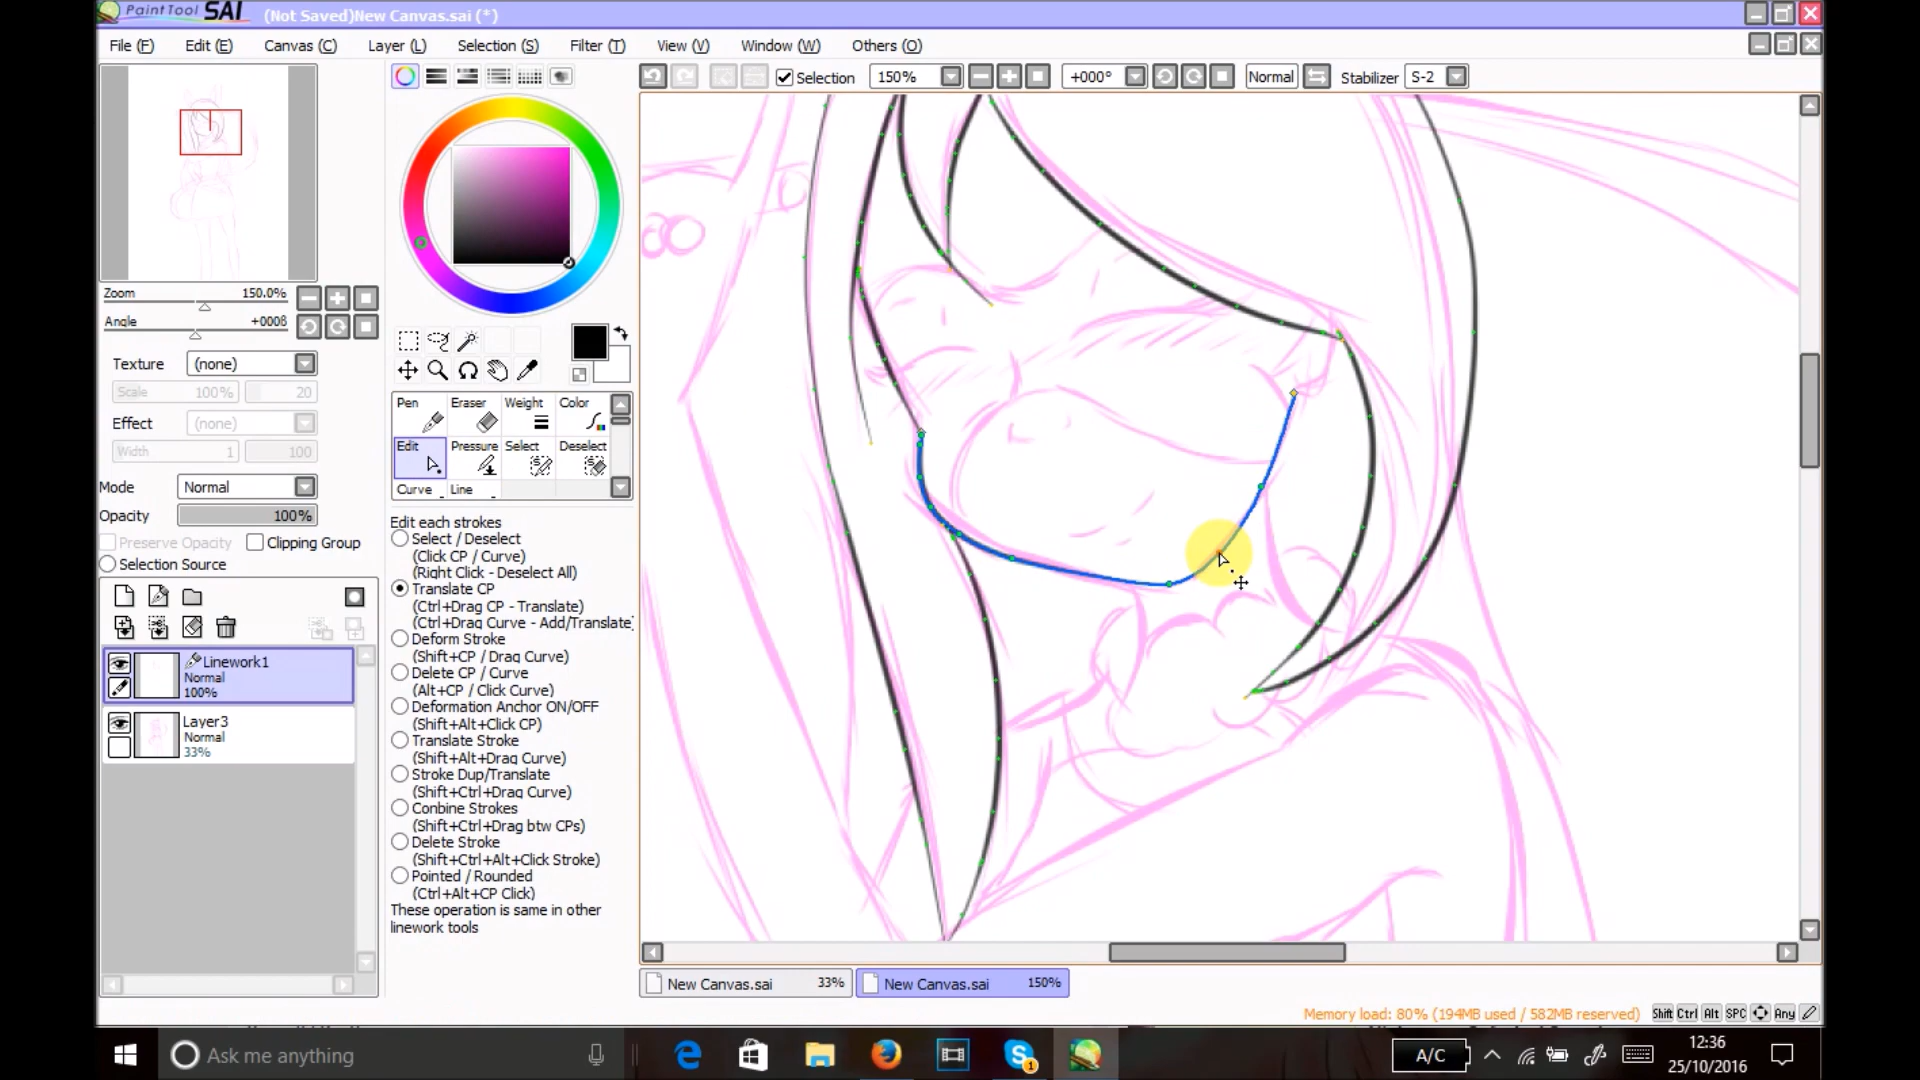 PaintTool SAI (Not Saved)New Canvas.sai (*)
File (F) Edit (E) Canvas (C) Layer (L) Selection (S) Filter (T) View (V) Window (W) Others (O)
Selection 150% +000° Normal Stabilizer S-2
Zoom 150.0%
Angle +000ß
Texture (none)
Scale 100% 20
Effect (none)
Width 1 100
Mode Normal
Opacity 100%
Preserve Opacity Clipping Group
Selection Source
Linework1
Normal
100%
Layer3
Normal
33%
Pen Eraser Weight Color
Edit Pressure Select Deselect
Curve Line
Edit each strokes
Select / Deselect
(Click CP / Curve)
(Right Click - Deselect All)
Translate CP
(Ctrl+Drag CP - Translate)
(Ctrl+Drag Curve - Add/Translate)
Deform Stroke
(Shift+CP / Drag Curve)
Delete CP / Curve
(Alt+CP / Click Curve)
Deformation Anchor ON/OFF
(Shift+Alt+Click CP)
Translate Stroke
(Shift+Alt+Drag Curve)
Stroke Dup/Translate
(Shift+Ctrl+Drag Curve)
Conbine Strokes
(Shift+Ctrl+Drag btw CPs)
Delete Stroke
(Shift+Ctrl+Alt+Click Stroke)
Pointed / Rounded
(Ctrl+Alt+CP Click)
These operation is same in other
linework tools
New Canvas.sai 33% New Canvas.sai 150%
Memory load: 80% (194MB used / 582MB reserved) Shift Ctrl Alt SPC Any
Ask me anything
1
A/C
12:36
25/10/2016